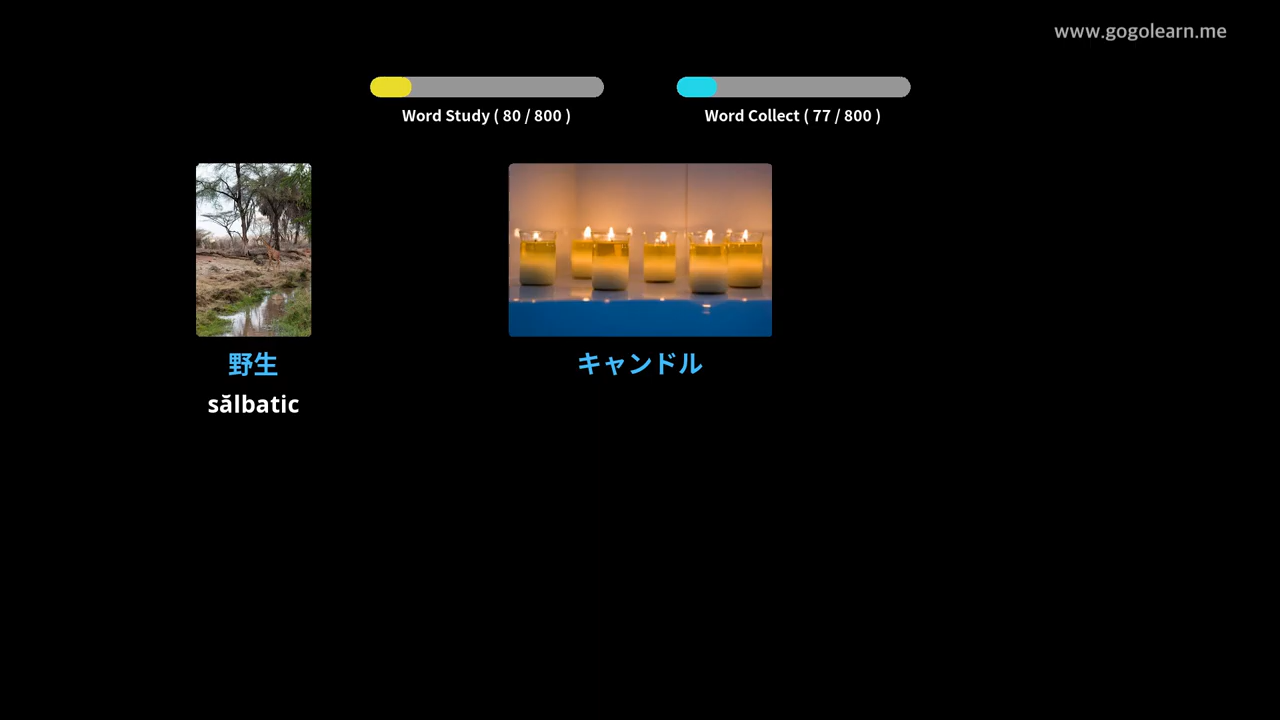 www.gogolearn.me
Word Study ( 80 / 800 )
Word Collect ( 77 / 800 )
野生
キャンドル
sălbatic